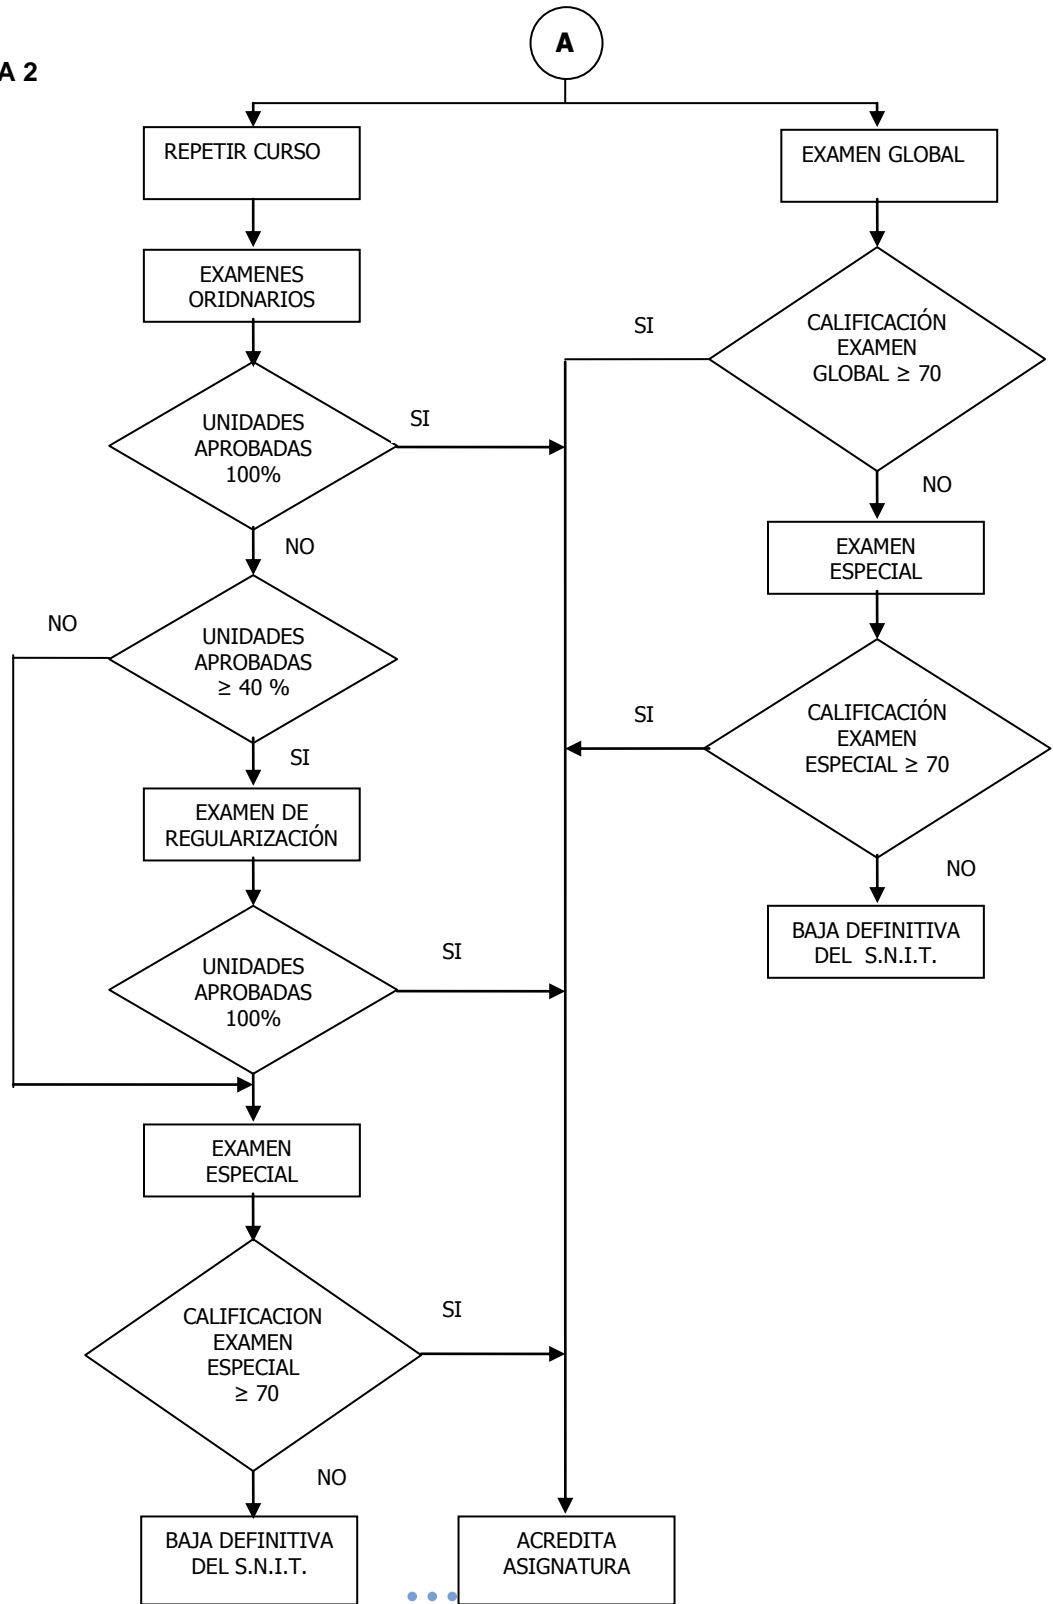 A
A 2
REPETIR CURSO
EXAMEN GLOBAL
EXAMENES
ORIDNARIOS
CALIFICACIÓN
EXAMEN
GLOBAL ≥ 70
SI
UNIDADES
APROBADAS
100%
SI
NO
NO
EXAMEN
ESPECIAL
NO
UNIDADES
APROBADAS
≥ 40 %
SI
CALIFICACIÓN
EXAMEN
ESPECIAL ≥ 70
SI
EXAMEN DE
REGULARIZACIÓN
NO
BAJA DEFINITIVA
DEL  S.N.I.T.
UNIDADES
APROBADAS
100%
SI
EXAMEN
ESPECIAL
CALIFICACION
EXAMEN
ESPECIAL
≥ 70
SI
NO
BAJA DEFINITIVA
DEL S.N.I.T.
ACREDITA
ASIGNATURA